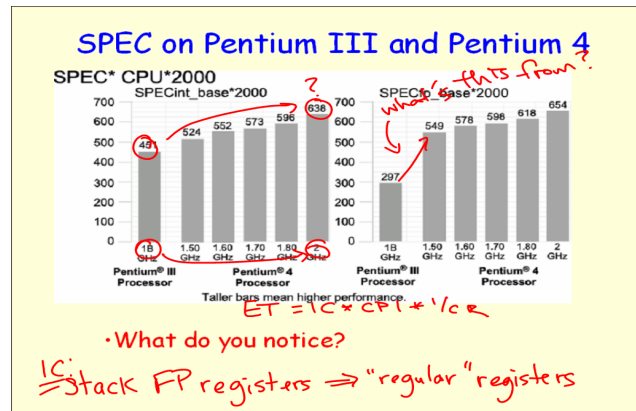 SPEC on Pentium III and Pentium 4
SPEC* CPU*2000
SPECint_base*2000
?
700
600
500
400
300
200
100
0
524
552
573
596
638
1B GHz
1.50 GHz
1.60 GHz
1.70 GHz
1.80 GHz
2 GHz
Pentium® III Processor
Pentium® 4 Processor
what's this from?
SPECfp_base*2000
700
600
500
400
300
200
100
0
297
549
578
598
618
654
1B GHz
1.50 GHz
1.60 GHz
1.70 GHz
1.80 GHz
2 GHz
Pentium® III Processor
Pentium® 4 Processor
Taller bars mean higher performance.
ET = IC * CPI * 1/CR
•What do you notice?
IC:
Stack FP registers ⇒ "regular" registers